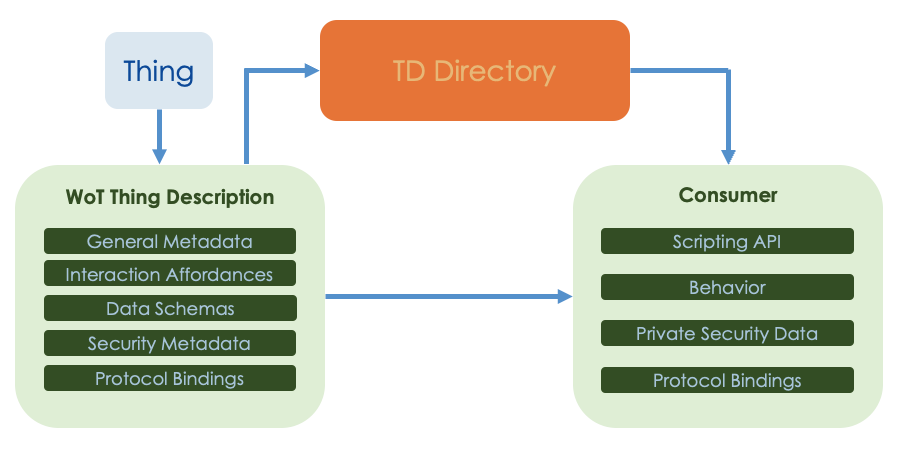 Thing
TD Directory
WoT Thing Description
General Metadata
Interaction Affordances
Data Schemas
Security Metadata
Protocol Bindings
Consumer
Scripting API
Behavior
Private Security Data
Protocol Bindings